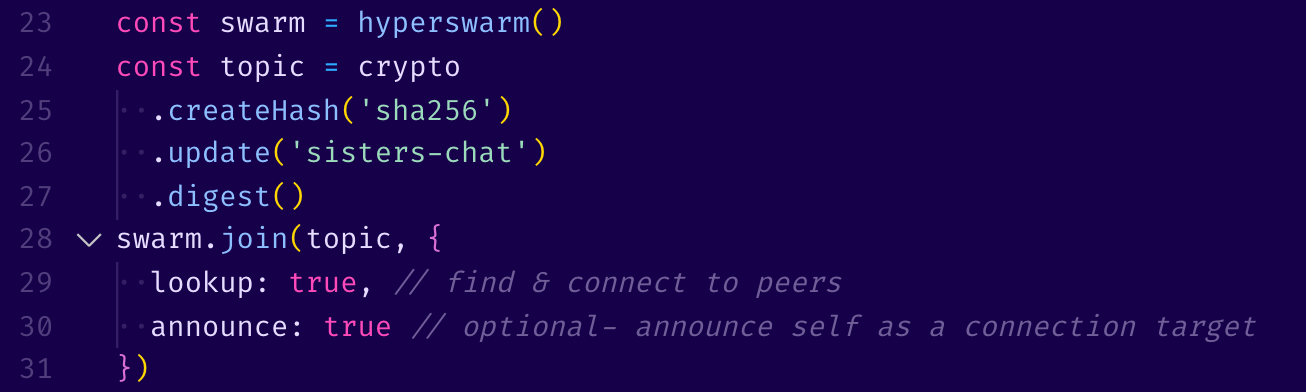 23 const swarm = hyperswarm()
24 const topic = crypto
25 ··.createHash('sha256')
26 ··.update('sisters-chat')
27 ··.digest()
28 swarm.join(topic, {
29 ··lookup: true, // find & connect to peers
30 ··announce: true // optional- announce self as a connection target
31 })